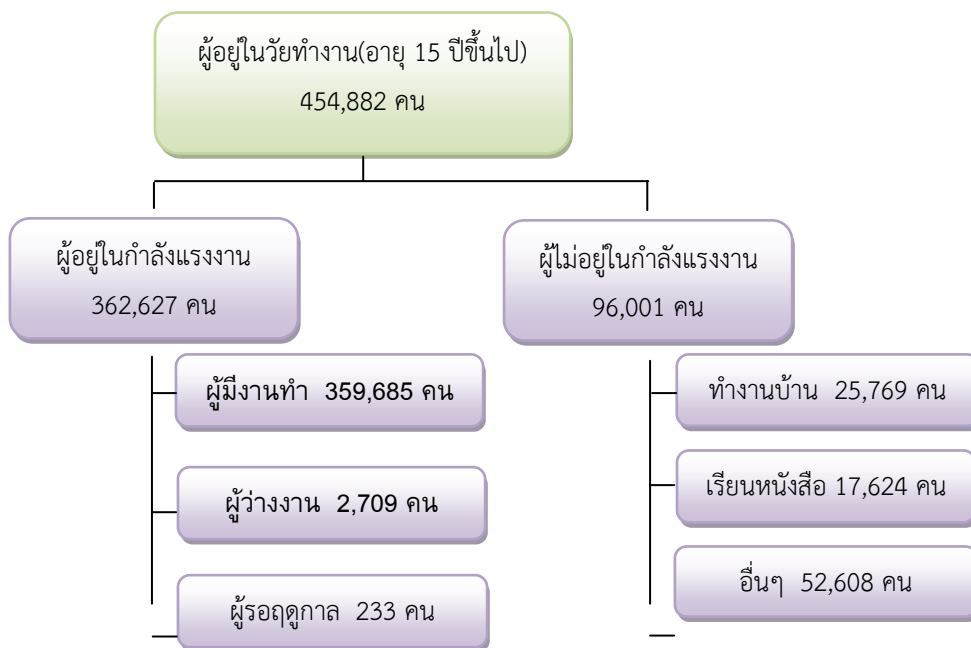 ผู้อยู่ในวัยทำงาน(อายุ 15 ปีขึ้นไป)
454,882 คน
ผู้อยู่ในกำลังแรงงาน
362,627 คน
ผู้ไม่อยู่ในกำลังแรงงาน
96,001 คน
ผู้มีงานทำ 359,685 คน
ทำงานบ้าน 25,769 คน
ผู้ว่างงาน 2,709 คน
เรียนหนังสือ 17,624 คน
ผู้รอฤดูกาล 233 คน
อื่นๆ 52,608 คน